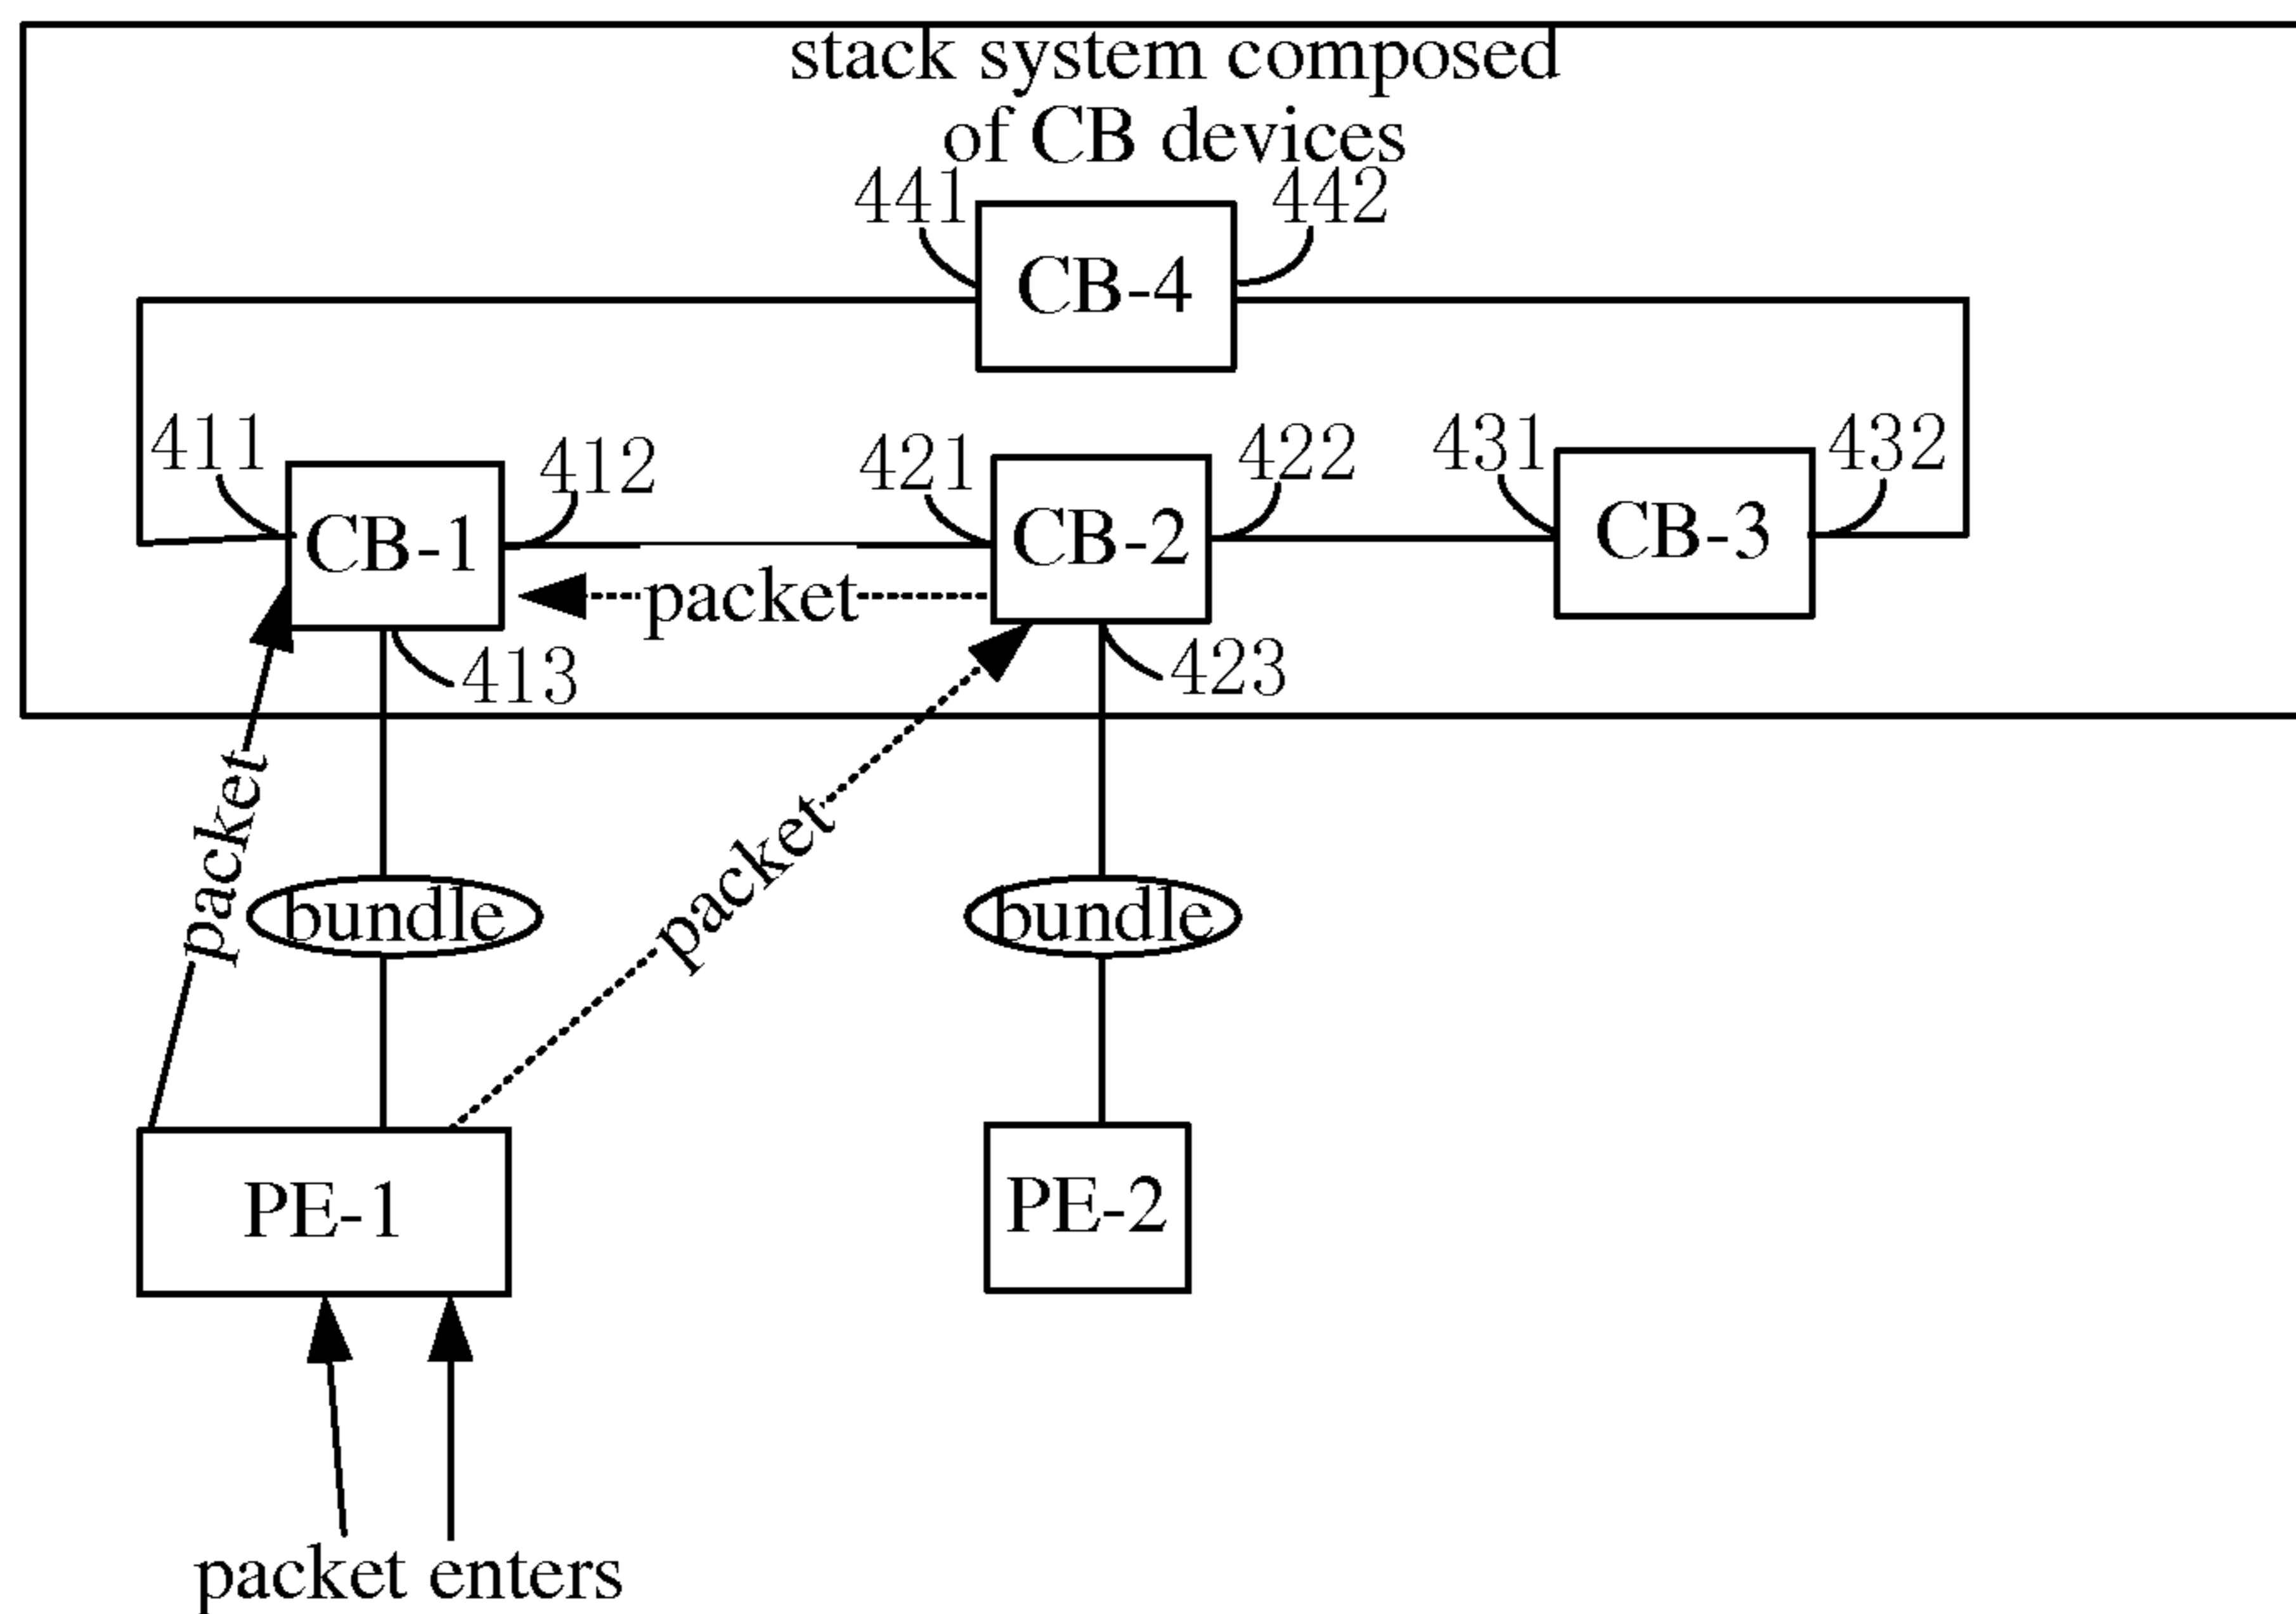 stack system composed
of CB devices
441
442
CB-4
411
412
421
422
431
432
CB-1
CB-2
CB-3
packet
413
423
packet
packet
bundle
bundle
PE-1
PE-2
packet enters